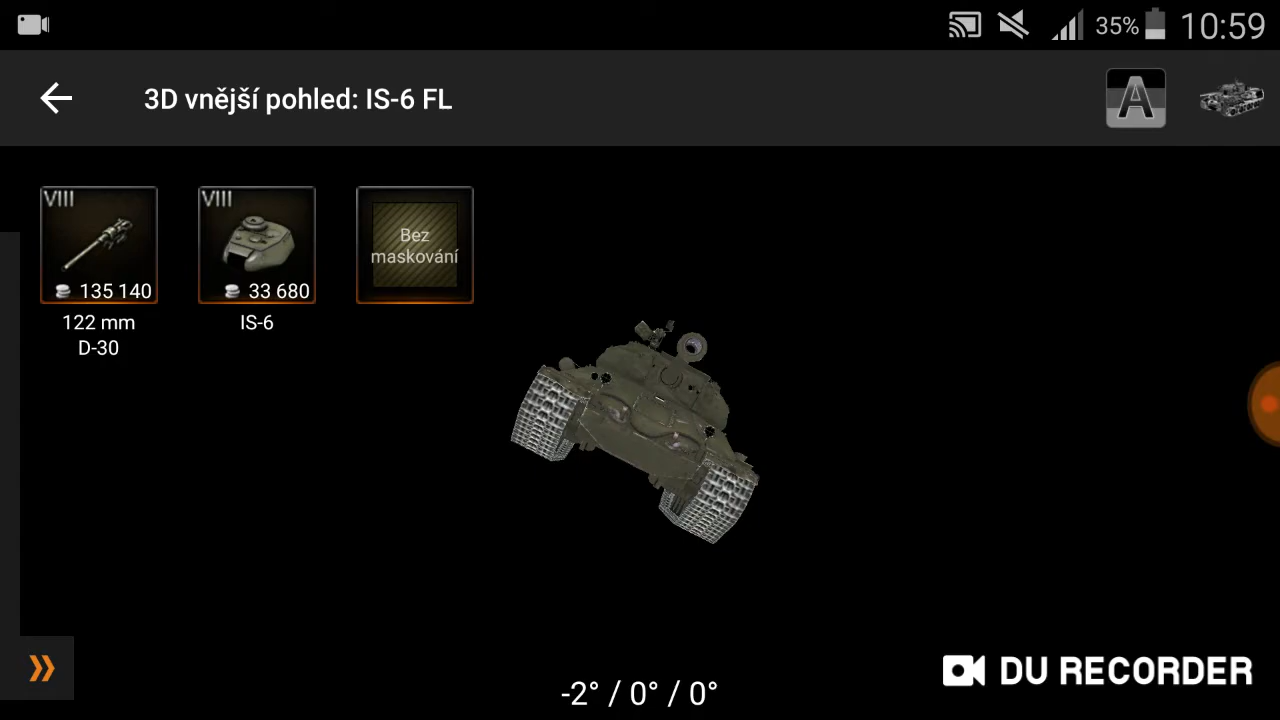 35% 10:59
3D vnější pohled: IS-6 FL
A
VIII
135 140
122 mm
D-30
VIII
33 680
IS-6
Bez
maskování
-2° / 0° / 0°
DU RECORDER